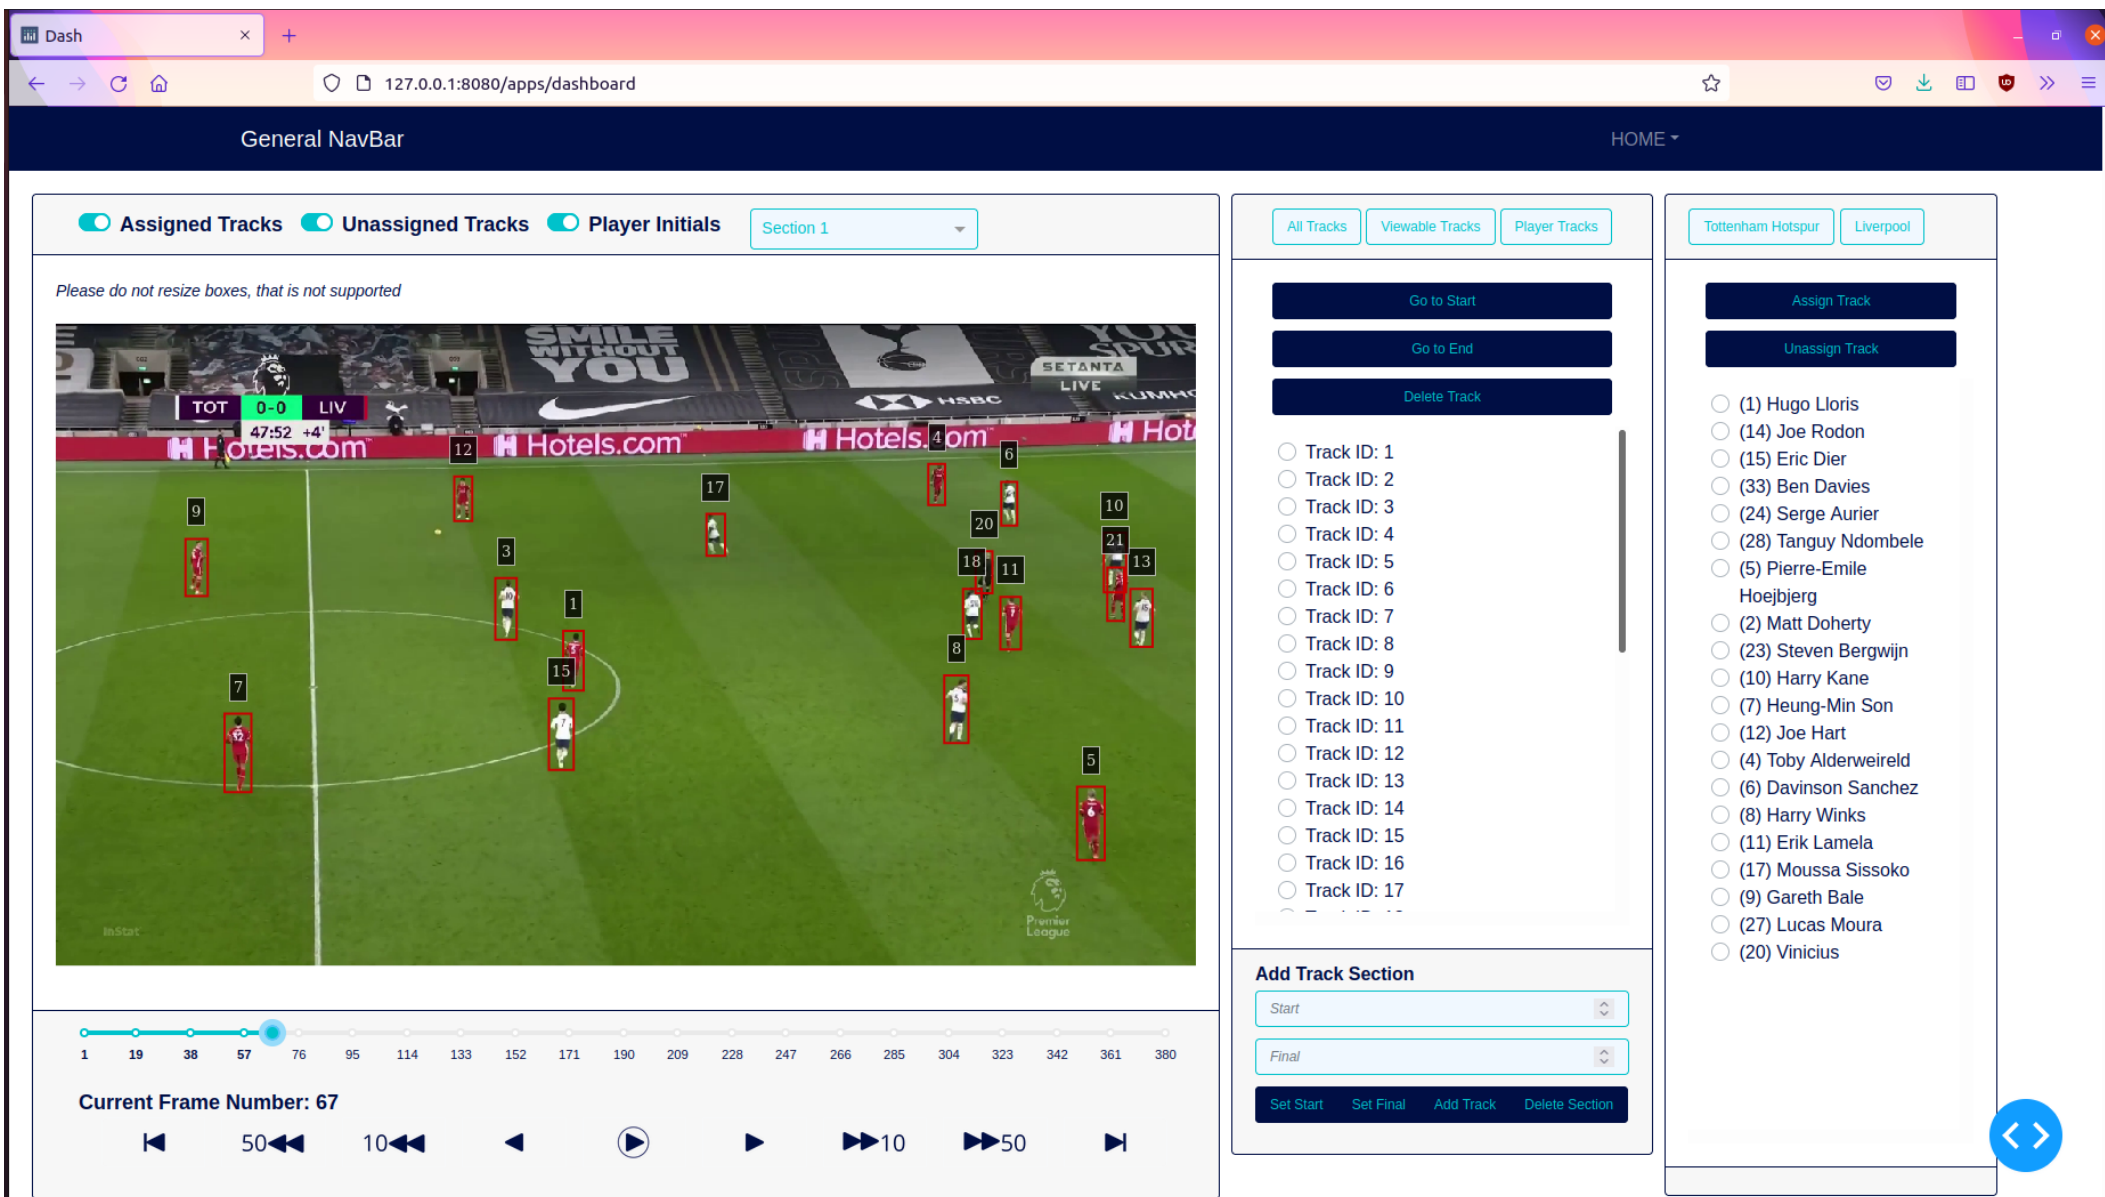 Dash
127.0.0.1:8080/apps/dashboard
General NavBar
HOME
Assigned Tracks
Unassigned Tracks
Player Initials
Section 1
Please do not resize boxes, that is not supported
SMILE
WITHOUT
YOU
SPURS
YOU
SPUR
SETANTA
LIVE
HSBC
KUMHO
TOT 0-0 LIV
47:52 +4'
Hotels.com
Hotels.com
Hotels.com
Hot
12
4
6
17
9
10
20
21
3
18
11
13
1
8
15
7
5
InStat
Premier
League
1 19 38 57 76 95 114 133 152 171 190 209 228 247 266 285 304 323 342 361 380
Current Frame Number: 67
50
10
10
50
All Tracks
Viewable Tracks
Player Tracks
Go to Start
Go to End
Delete Track
Track ID: 1
Track ID: 2
Track ID: 3
Track ID: 4
Track ID: 5
Track ID: 6
Track ID: 7
Track ID: 8
Track ID: 9
Track ID: 10
Track ID: 11
Track ID: 12
Track ID: 13
Track ID: 14
Track ID: 15
Track ID: 16
Track ID: 17
Add Track Section
Start
Final
Set Start
Set Final
Add Track
Delete Section
Tottenham Hotspur
Liverpool
Assign Track
Unassign Track
(1) Hugo Lloris
(14) Joe Rodon
(15) Eric Dier
(33) Ben Davies
(24) Serge Aurier
(28) Tanguy Ndombele
(5) Pierre-Emile
Hoejbjerg
(2) Matt Doherty
(23) Steven Bergwijn
(10) Harry Kane
(7) Heung-Min Son
(12) Joe Hart
(4) Toby Alderweireld
(6) Davinson Sanchez
(8) Harry Winks
(11) Erik Lamela
(17) Moussa Sissoko
(9) Gareth Bale
(27) Lucas Moura
(20) Vinicius